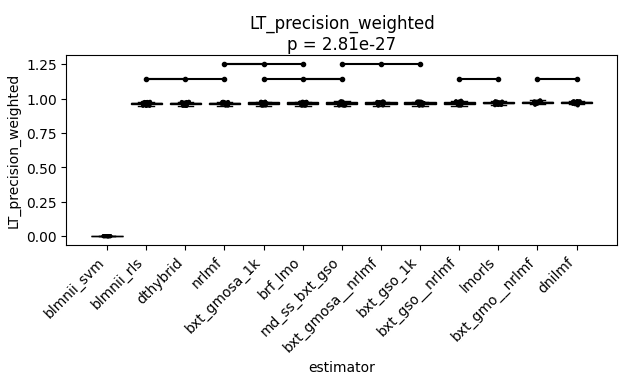 LT_precision_weighted
p = 2.81e-27
LT_precision_weighted
1.25
1.00
0.75
0.50
0.25
0.00
blmnii_svm
blmnii_rls
dthybrid
nrlmf
bxt_gmosa_1k
brf_lmo
md_ss_bxt_gso
bxt_gmosa__nrlmf
bxt_gso_1k
bxt_gso__nrlmf
lmorls
bxt_gmo__nrlmf
dnilmf
estimator